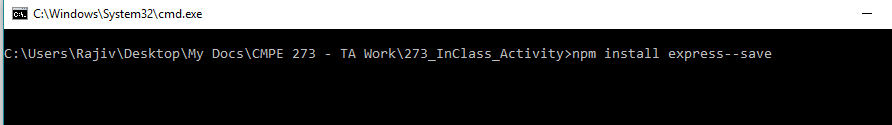 C:\Windows\System32\cmd.exe
C:\Users\Rajiv\Desktop\My Docs\CMPE 273 - TA Work\273_InClass_Activity>npm install express--save